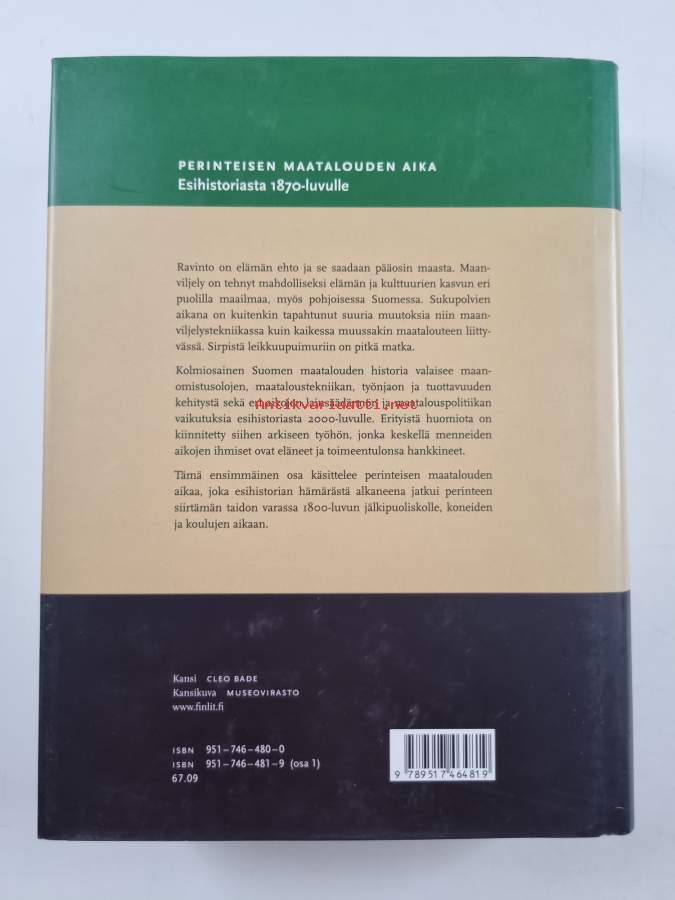 PERINTEISEN MAATALOUDEN AIKA
Esihistoriasta 1870-luvulle
Ravinto on elämän ehto ja se saadaan pääosin maasta. Maan-
viljely on tehnyt mahdolliseksi elämän ja kulttuurien kasvun eri
puolilla maailmaa, myös pohjoisessa Suomessa. Sukupolvien
aikana on kuitenkin tapahtunut suuria muutoksia niin maan-
viljelystekniikassa kuin kaikessa muussakin maatalouteen liitty-
vässä. Sirpistä leikkuupuimuriin on pitkä matka.
Kolmiosainen Suomen maatalouden historia valaisee maan-
omistusolojen, maataloustekniikan, työnjaon ja tuottavuuden
kehitystä sekä eri aikojen lainsäädännön ja maatalouspolitiikan
Antikvariaatti.net
vaikutuksia esihistoriasta 2000-luvulle. Erityistä huomiota on
kiinnitetty siihen arkiseen työhön, jonka keskellä menneiden
aikojen ihmiset ovat eläneet ja toimeentulonsa hankkineet.
Tämä ensimmäinen osa käsittelee perinteisen maatalouden
aikaa, joka esihistorian hämärästä alkaneena jatkui perinteen
siirtämän taidon varassa 1800-luvun jälkipuoliskolle, koneiden
ja koulujen aikaan.
Kansi CLEO BADE
Kansikuva MUSEOVIRASTO
www.finlit.fi
ISBN 951-746-480-0
ISBN 951-746-481-9 (osa 1)
67.09
9 789517 464819